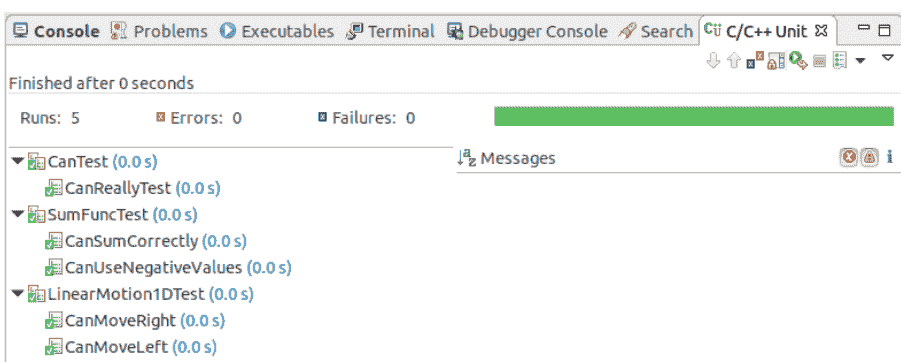 Console Problems Executables Terminal Debugger Console Search C/C++ Unit
Finished after 0 seconds
Runs: 5 Errors: 0 Failures: 0
CanTest (0.0 s)
CanReallyTest (0.0 s)
SumFuncTest (0.0 s)
CanSumCorrectly (0.0 s)
CanUseNegativeValues (0.0 s)
LinearMotion1DTest (0.0 s)
CanMoveRight (0.0 s)
CanMoveLeft (0.0 s)
Messages